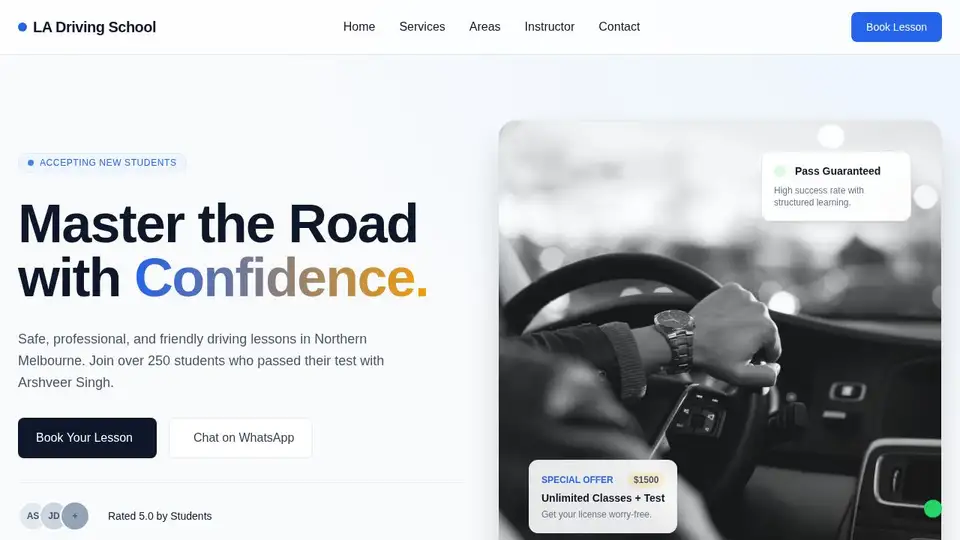 LA Driving School
Home Services Areas Instructor Contact
Book Lesson
ACCEPTING NEW STUDENTS
Master the Road
with Confidence.
Safe, professional, and friendly driving lessons in Northern
Melbourne. Join over 250 students who passed their test with
Arshveer Singh.
Book Your Lesson
Chat on WhatsApp
AS JD +
Rated 5.0 by Students
Pass Guaranteed
High success rate with
structured learning.
SPECIAL OFFER $1500
Unlimited Classes + Test
Get your license worry-free.